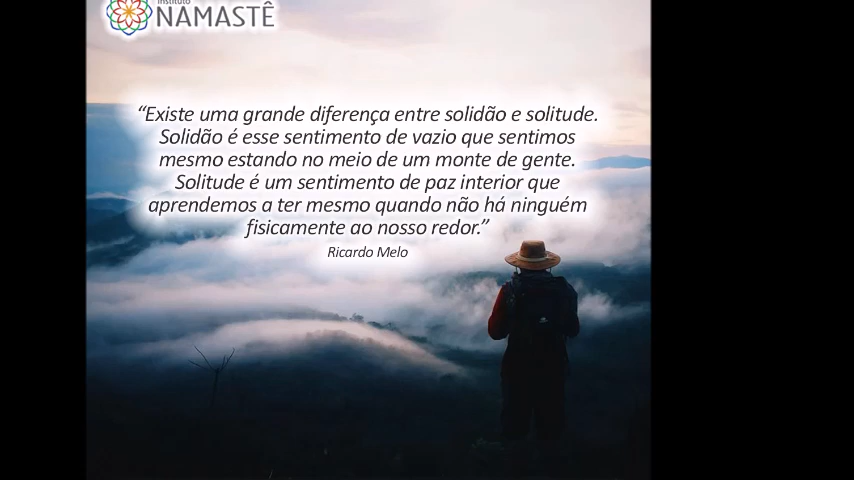 Instituto
NAMASTÊ
“Existe uma grande diferença entre solidão e solitude.
Solidão é esse sentimento de vazio que sentimos
mesmo estando no meio de um monte de gente.
Solitude é um sentimento de paz interior que
aprendemos a ter mesmo quando não há ninguém
fisicamente ao nosso redor.”
Ricardo Melo